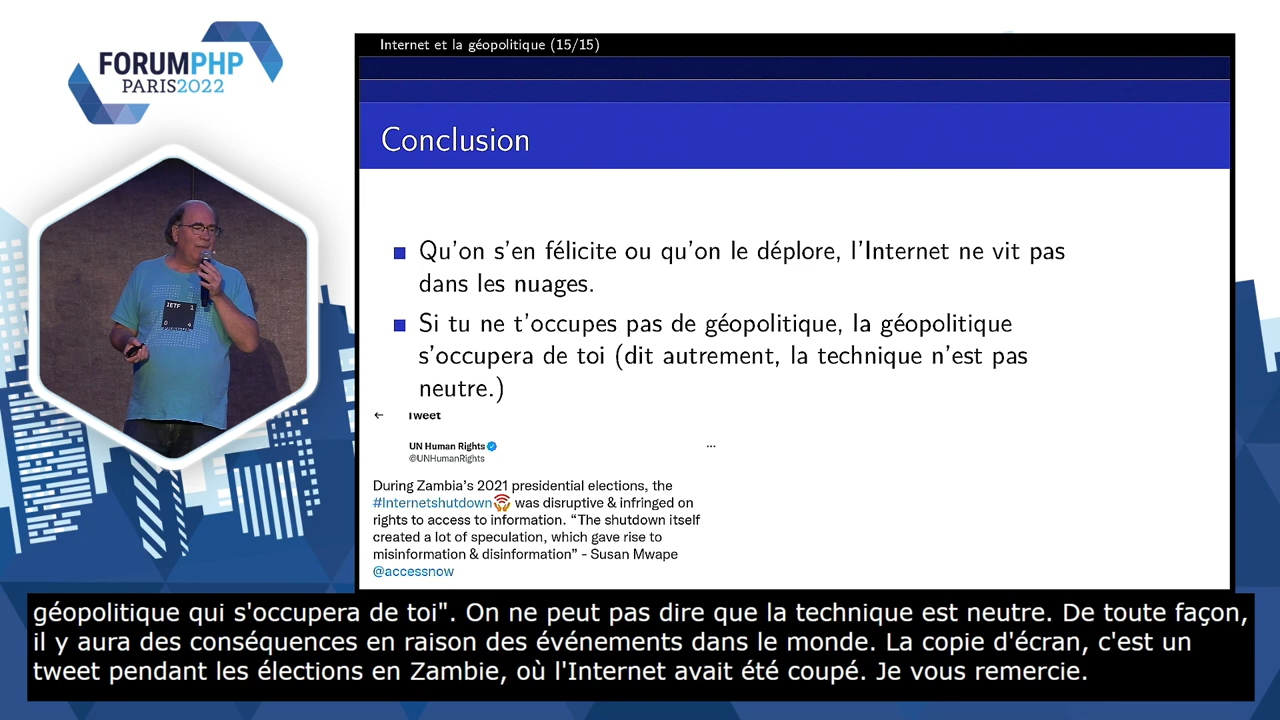 FORUMPHP
PARIS2022
Internet et la géopolitique (15/15)
Conclusion
Qu'on s'en félicite ou qu'on le déplore, l'Internet ne vit pas
dans les nuages.
Si tu ne t'occupes pas de géopolitique, la géopolitique
s'occupera de toi (dit autrement, la technique n'est pas
neutre.)
Tweet
UN Human Rights
@UNHumanRights
During Zambia's 2021 presidential elections, the
#Internetshutdown was disruptive & infringed on
rights to access to information. “The shutdown itself
created a lot of speculation, which gave rise to
misinformation & disinformation” - Susan Mwape
@accessnow
IETF 1
0 4
géopolitique qui s'occupera de toi". On ne peut pas dire que la technique est neutre. De toute façon,
il y aura des conséquences en raison des événements dans le monde. La copie d'écran, c'est un
tweet pendant les élections en Zambie, où l'Internet avait été coupé. Je vous remercie.